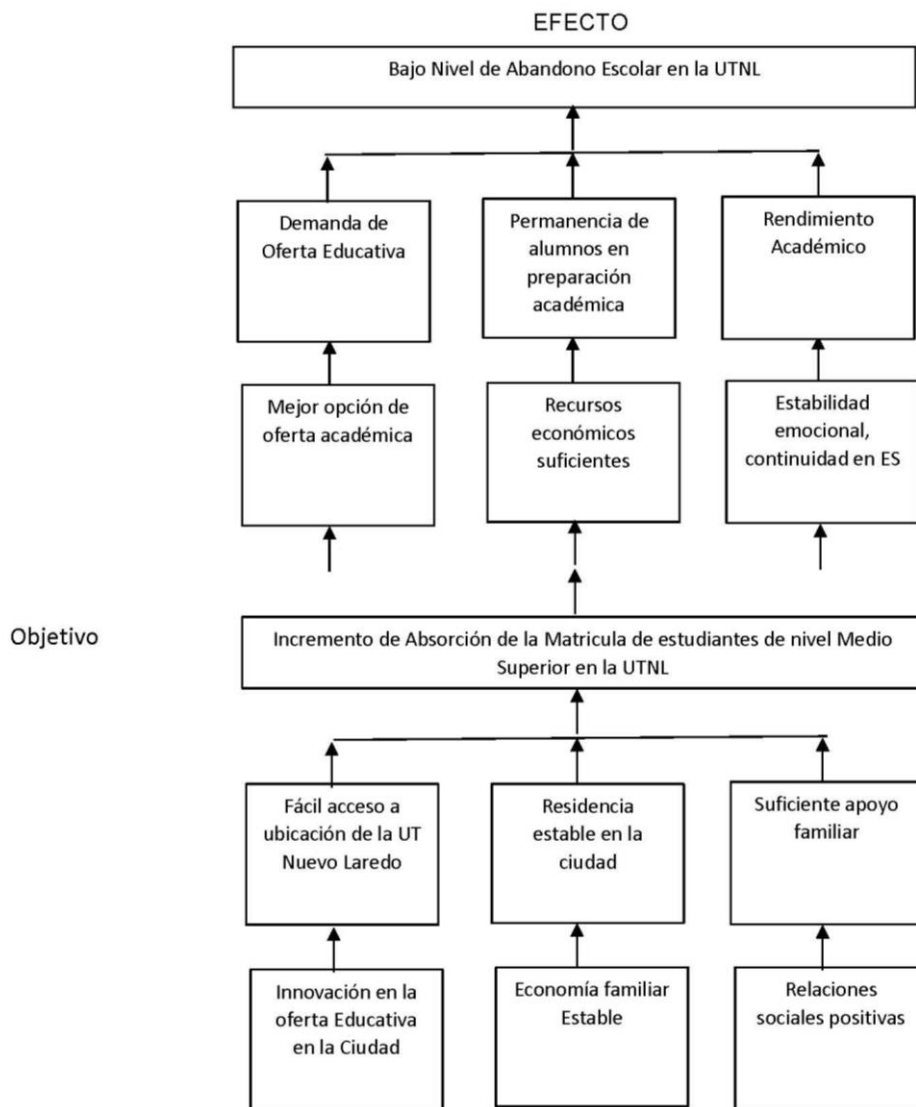 EFECTO
Bajo Nivel de Abandono Escolar en la UTNL
Demanda de
Oferta Educativa
Permanencia de
alumnos en
preparación
académica
Rendimiento
Académico
Mejor opción de
oferta académica
Recursos
económicos
suficientes
Estabilidad
emocional,
continuidad en ES
Objetivo
Incremento de Absorción de la Matricula de estudiantes de nivel Medio
Superior en la UTNL
Fácil acceso a
ubicación de la UT
Nuevo Laredo
Residencia
estable en la
ciudad
Suficiente apoyo
familiar
Innovación en la
oferta Educativa
en la Ciudad
Economía familiar
Estable
Relaciones
sociales positivas